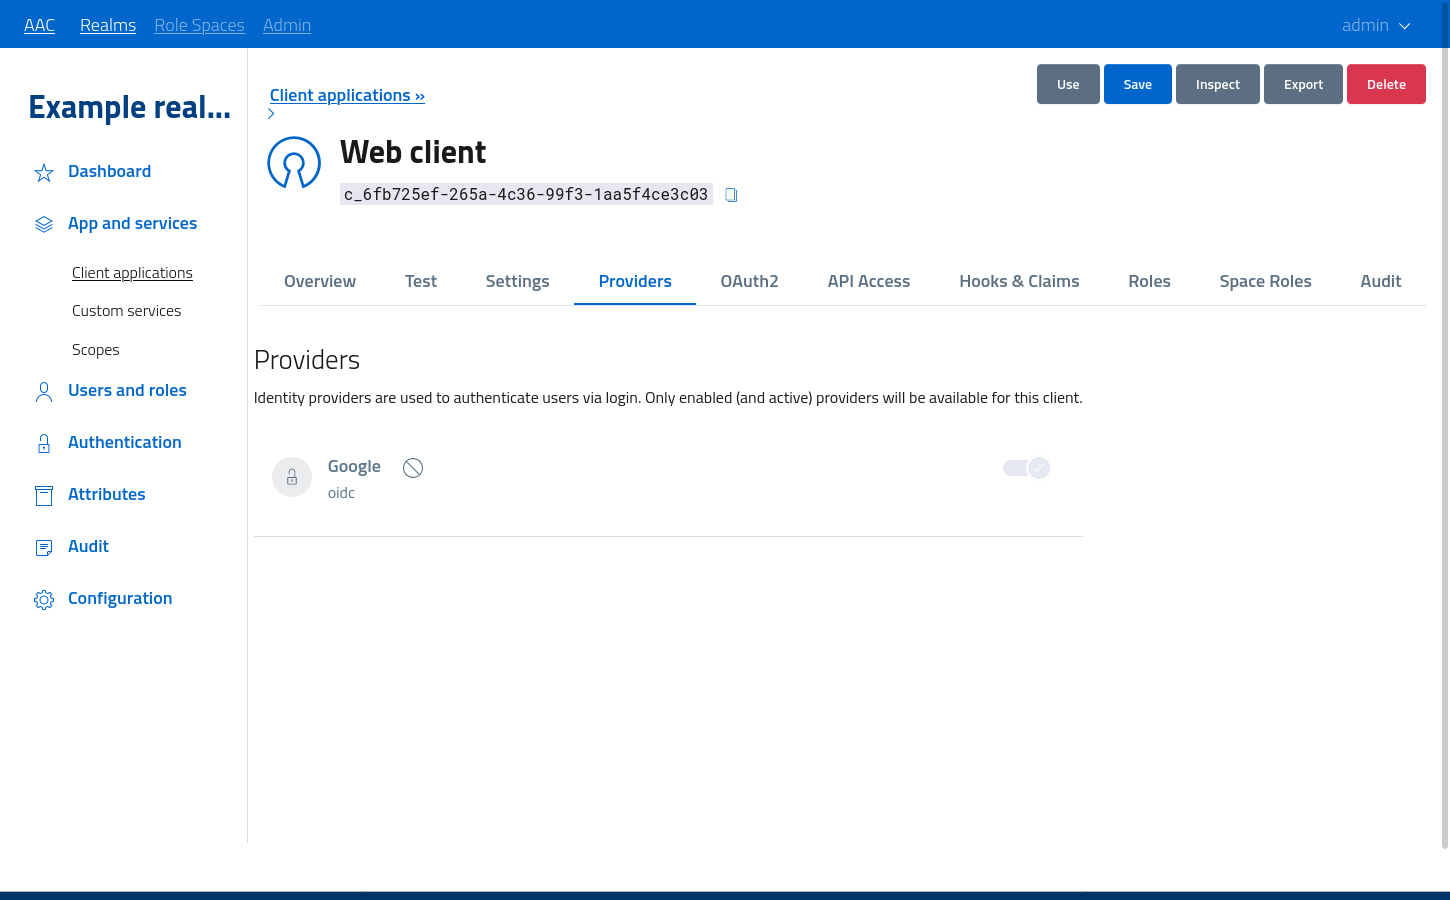 AAC Realms Role Spaces Admin admin
Example real...
Dashboard
App and services
Client applications
Custom services
Scopes
Users and roles
Authentication
Attributes
Audit
Configuration
Client applications »
Use Save Inspect Export Delete
Web client
c_6fb725ef-265a-4c36-99f3-1aa5f4ce3c03
Overview Test Settings Providers OAuth2 API Access Hooks & Claims Roles Space Roles Audit
Providers
Identity providers are used to authenticate users via login. Only enabled (and active) providers will be available for this client.
Google
oidc